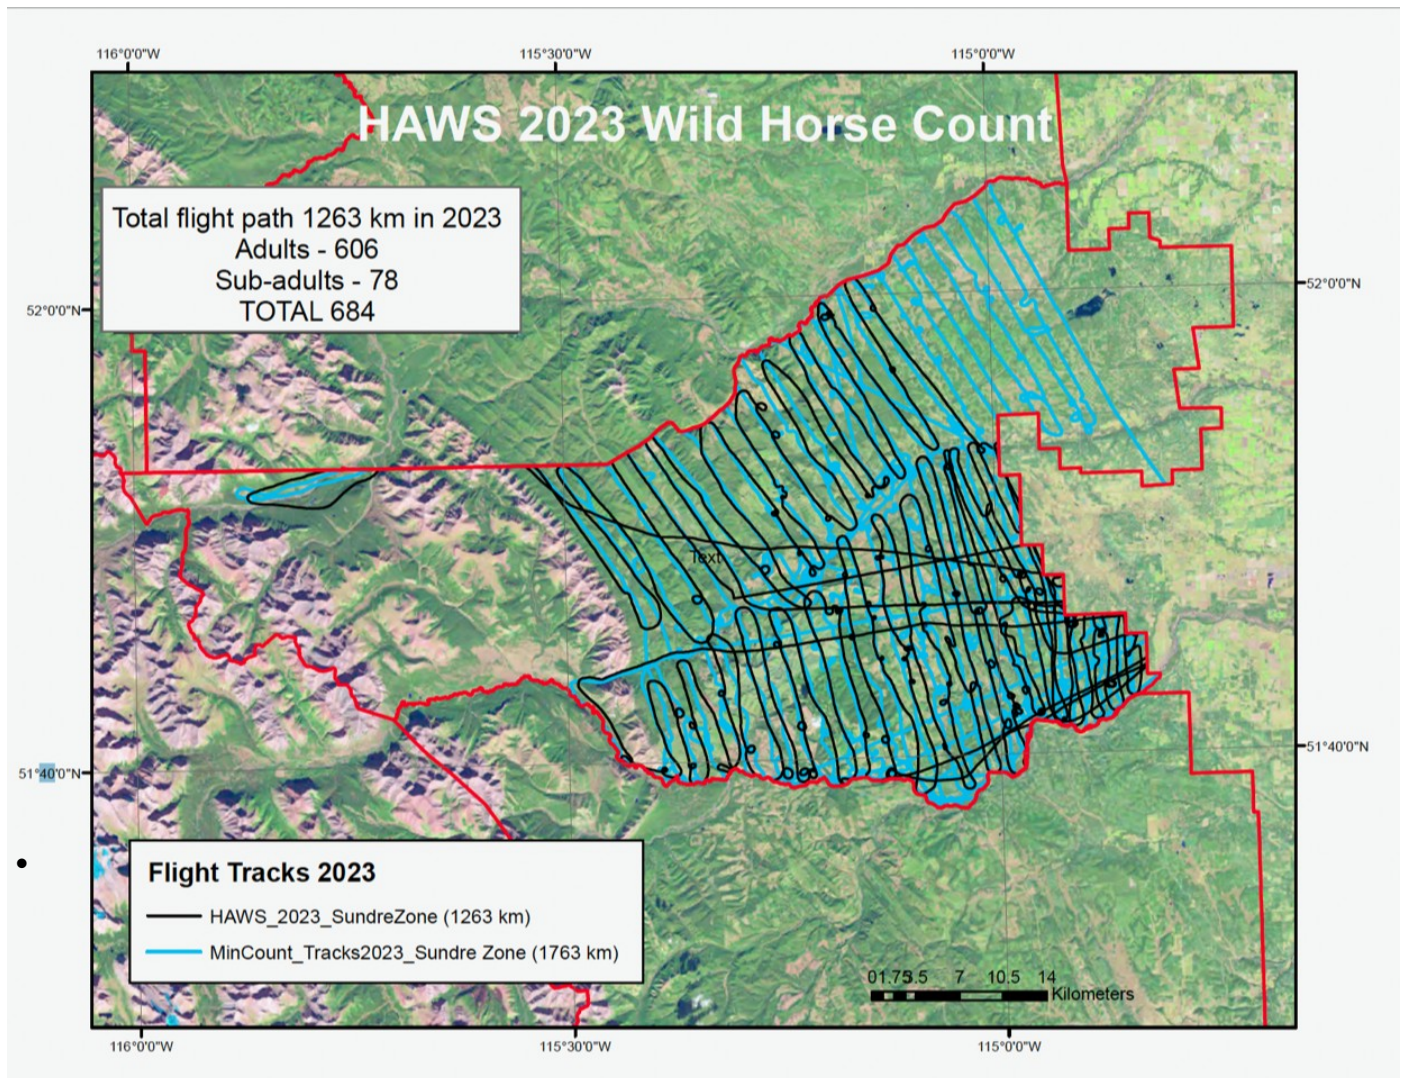 116°0'0"W
115°30'0"W
115°0'0"W
HAWS 2023 Wild Horse Count
Total flight path 1263 km in 2023
Adults - 606
Sub-adults - 78
TOTAL 684
52°0'0"N
52°0'0"N
Text
51°40'0"N
51°40'0"N
Flight Tracks 2023
HAWS_2023_SundreZone (1263 km)
MinCount_Tracks2023_Sundre Zone (1763 km)
01.753.5 7 10.5 14
Kilometers
116°0'0"W
115°30'0"W
115°0'0"W